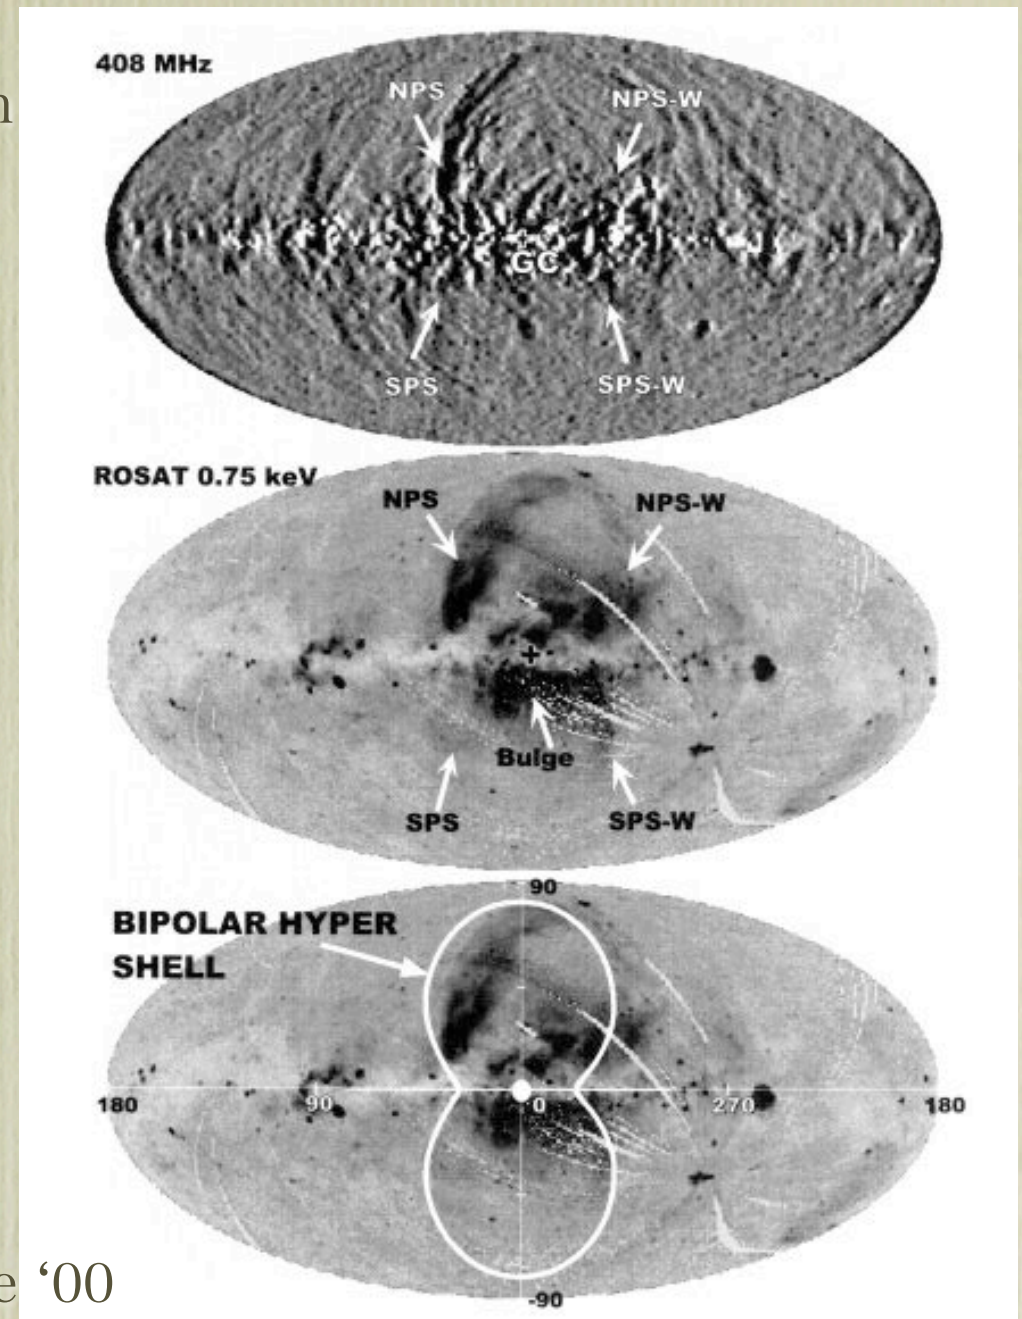 408 MHz
n
NPS
NPS-W
GC
SPS
SPS-W
ROSAT 0.75 keV
NPS
NPS-W
+
Bulge
SPS
SPS-W
90
BIPOLAR HYPER
SHELL
180
90
0
270
180
e ‘00
-90